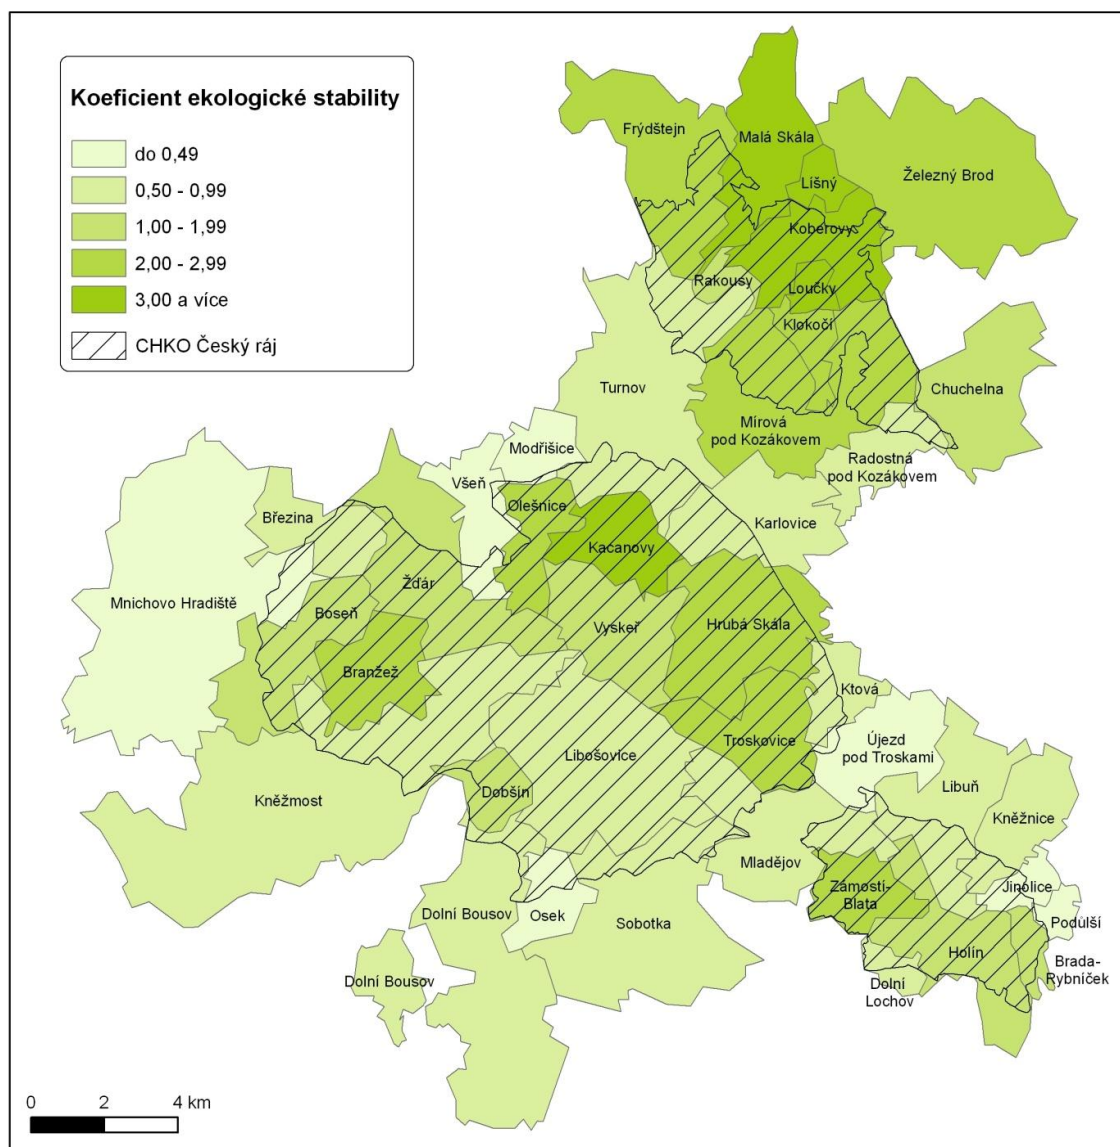 Koeficient ekologické stability
do 0,49
0,50 - 0,99
1,00 - 1,99
2,00 - 2,99
3,00 a více
CHKO Český ráj
Frýdštejn
Malá Skála
Líšný
Železný Brod
Koberovy
Rakousy
Loučky
Klokočí
Turnov
Chuchelna
Mírová
pod Kozákovem
Radostná
pod Kozákovem
Modřišice
Všeň
Olešnice
Karlovice
Březina
Kacanovy
Žďár
Mnichovo Hradiště
Boseň
Vyskeř
Hrubá Skála
Branžež
Ktová
Troskovice
Újezd
pod Troskami
Libošovice
Libuň
Kněžmost
Dobšín
Kněžnice
Mladějov
Zámostí-
Blata
Jinolice
Dolní Bousov
Osek
Sobotka
Podůlší
Holín
Brada-
Rybníček
Dolní Bousov
Dolní
Lochov
0 2 4 km